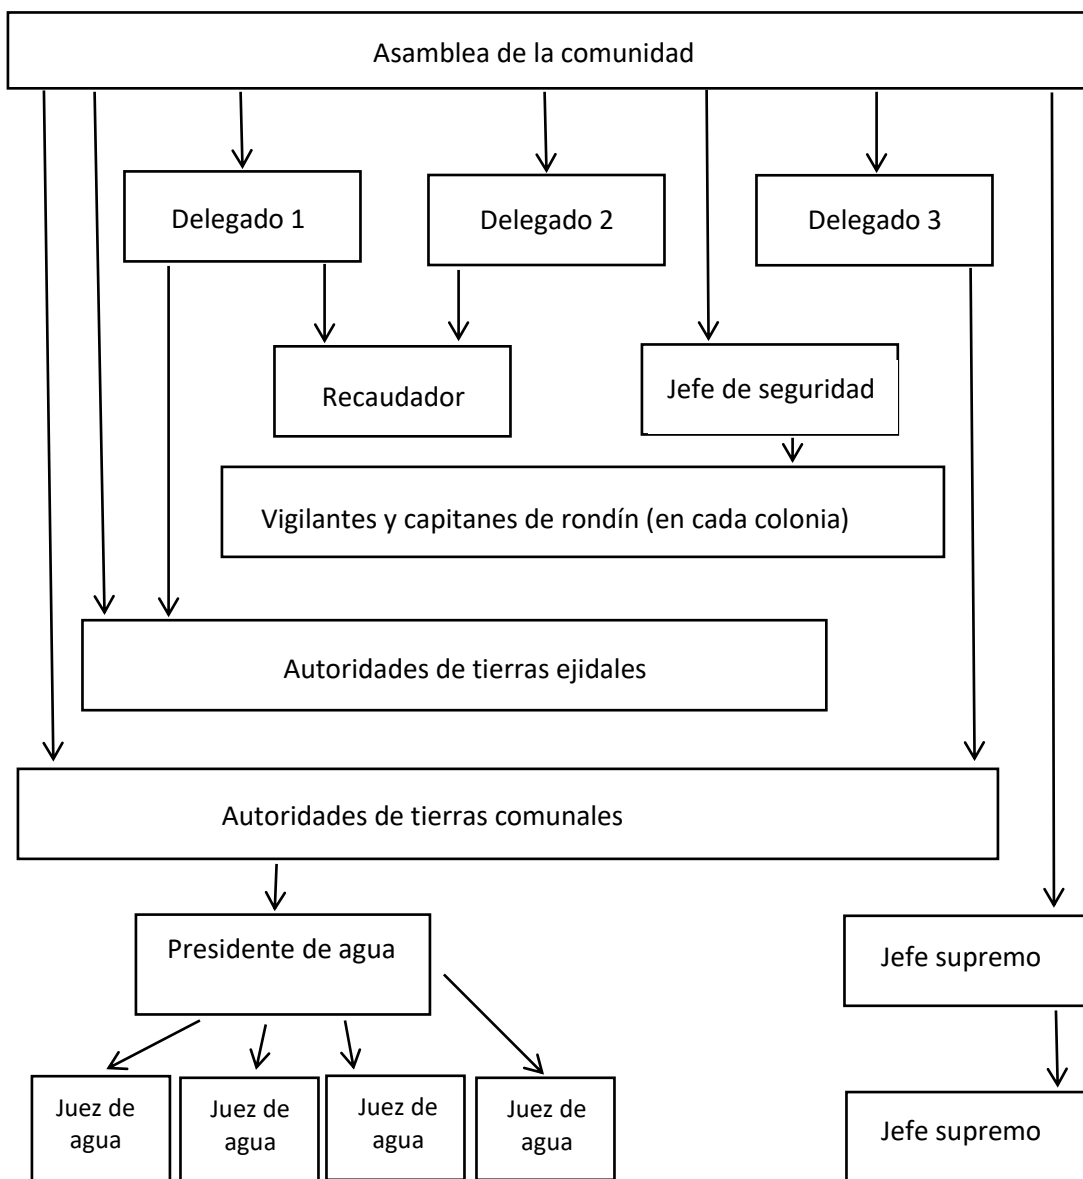 Asamblea de la comunidad
Delegado 1
Delegado 2
Delegado 3
Recaudador
Jefe de seguridad
Vigilantes y capitanes de rondín (en cada colonia)
Autoridades de tierras ejidales
Autoridades de tierras comunales
Presidente de agua
Jefe supremo
Juez de
agua
Juez de
agua
Juez de
agua
Juez de
agua
Jefe supremo